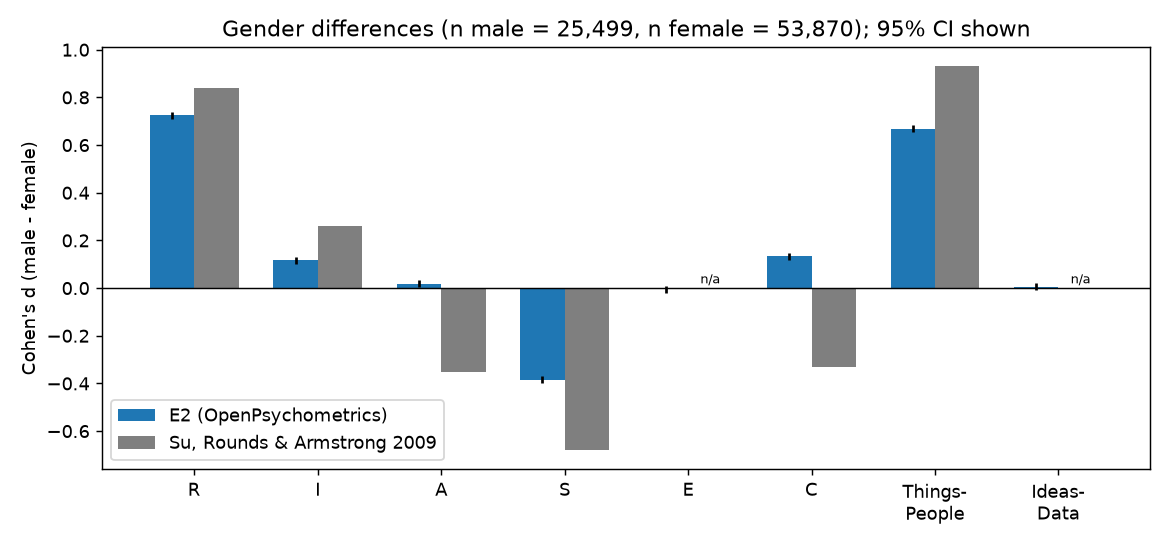 Gender differences (n male = 25,499, n female = 53,870); 95% CI shown
Cohen's d (male - female)
1.0
0.8
0.6
0.4
0.2
0.0
−0.2
−0.4
−0.6
n/a
n/a
E2 (OpenPsychometrics)
Su, Rounds & Armstrong 2009
R
I
A
S
E
C
Things-
People
Ideas-
Data